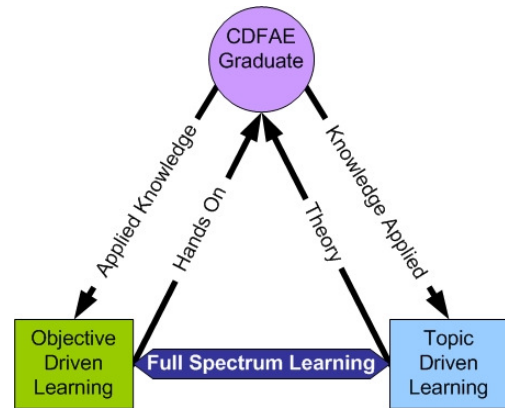 CDFAE
Graduate
Applied Knowledge
Hands On
Theory
Knowledge Applied
Objective
Driven
Learning
Full Spectrum Learning
Topic
Driven
Learning